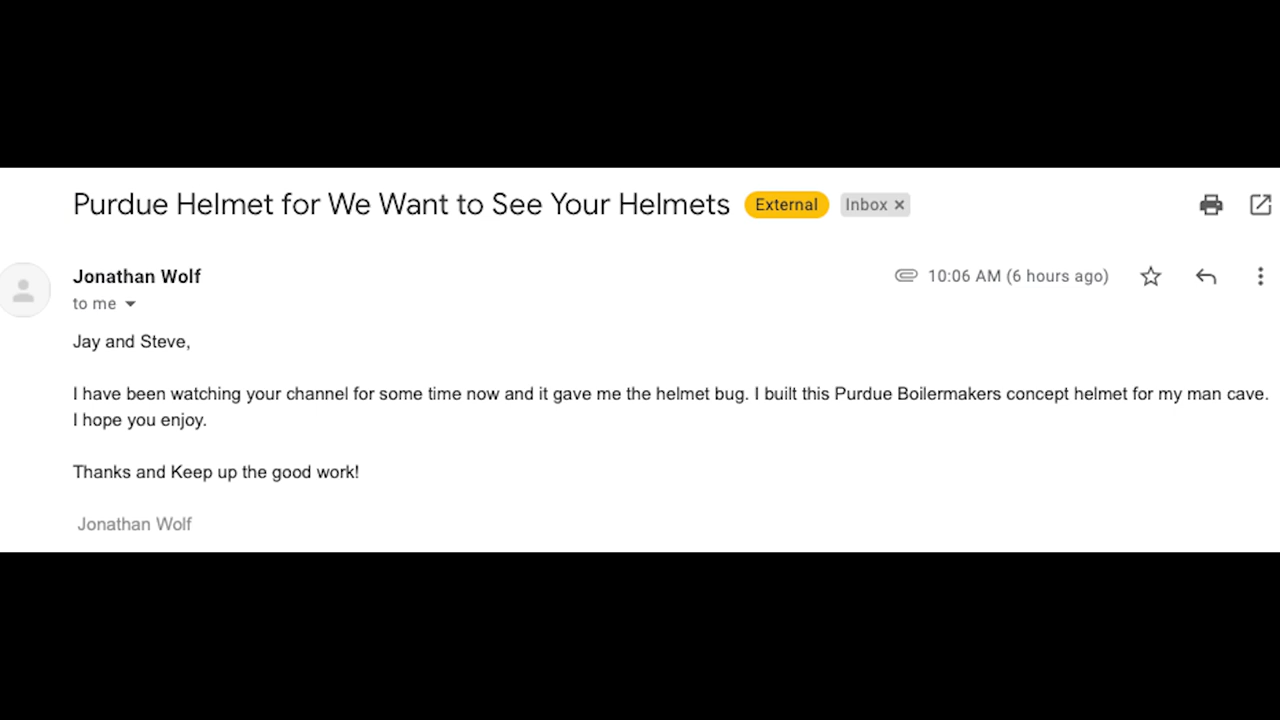 Purdue Helmet for We Want to See Your Helmets External Inbox ×
Jonathan Wolf 10:06 AM (6 hours ago)
to me
Jay and Steve,
I have been watching your channel for some time now and it gave me the helmet bug. I built this Purdue Boilermakers concept helmet for my man cave.
I hope you enjoy.
Thanks and Keep up the good work!
Jonathan Wolf